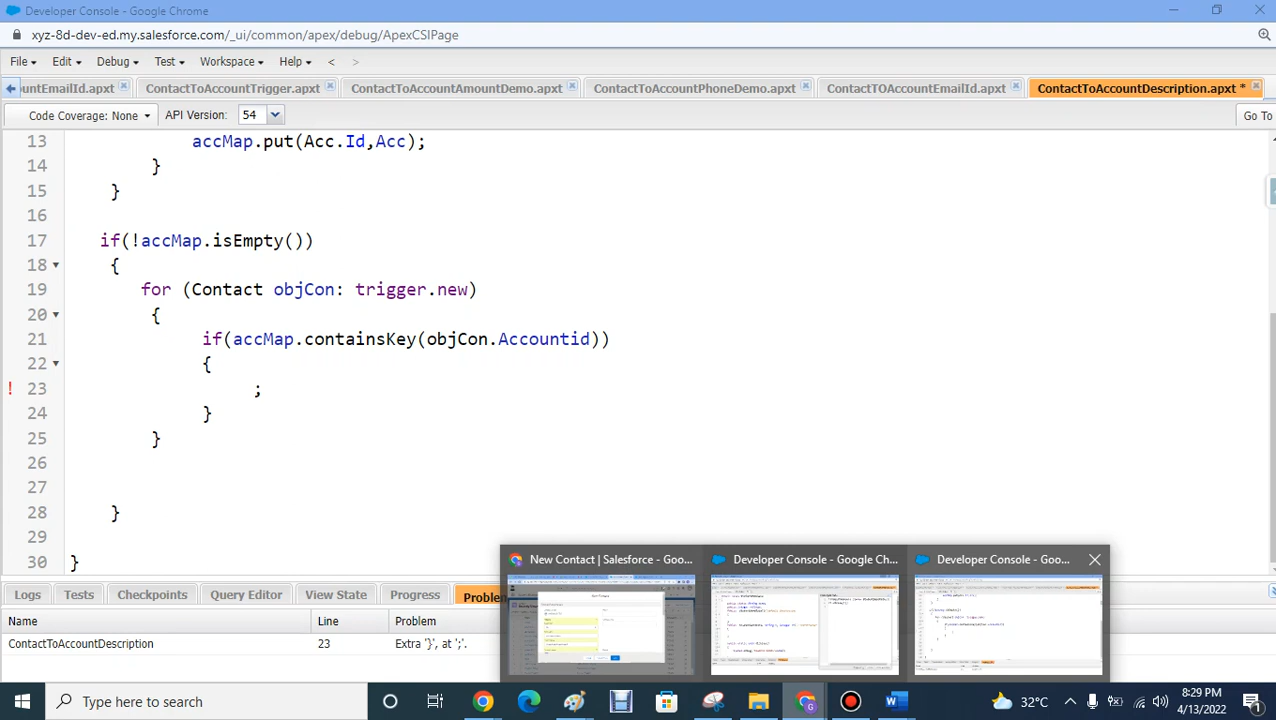 Developer Console - Google Chrome
xyz-8d-dev-ed.my.salesforce.com/_ui/common/apex/debug/ApexCSIPage
File Edit Debug Test Workspace Help < >
ountEmailId.apxt ContactToAccountTrigger.apxt ContactToAccountAmountDemo.apxt ContactToAccountPhoneDemo.apxt ContactTOAccountEmailId.apxt ContactToAccountDescription.apxt *
Code Coverage: None API Version: 54 Go To
13 accMap.put(Acc.Id,Acc);
14 }
15 }
16
17 if(!accMap.isEmpty())
18 {
19 for (Contact objCon: trigger.new)
20 {
21 if(accMap.containsKey(objCon.Accountid))
22 {
! 23 ;
24 }
25 }
26
27
28 }
29
30 }
New Contact | Salesforce - Goo... Developer Console - Google Ch... Developer Console - Goo...
Logs Tests Checkpoints Query Editor View State Progress Problem
Name Line Problem
ContactToAccountDescription 23 Extra ';', at ';'.
Type here to search
32°C
8:29 PM
4/13/2022
1